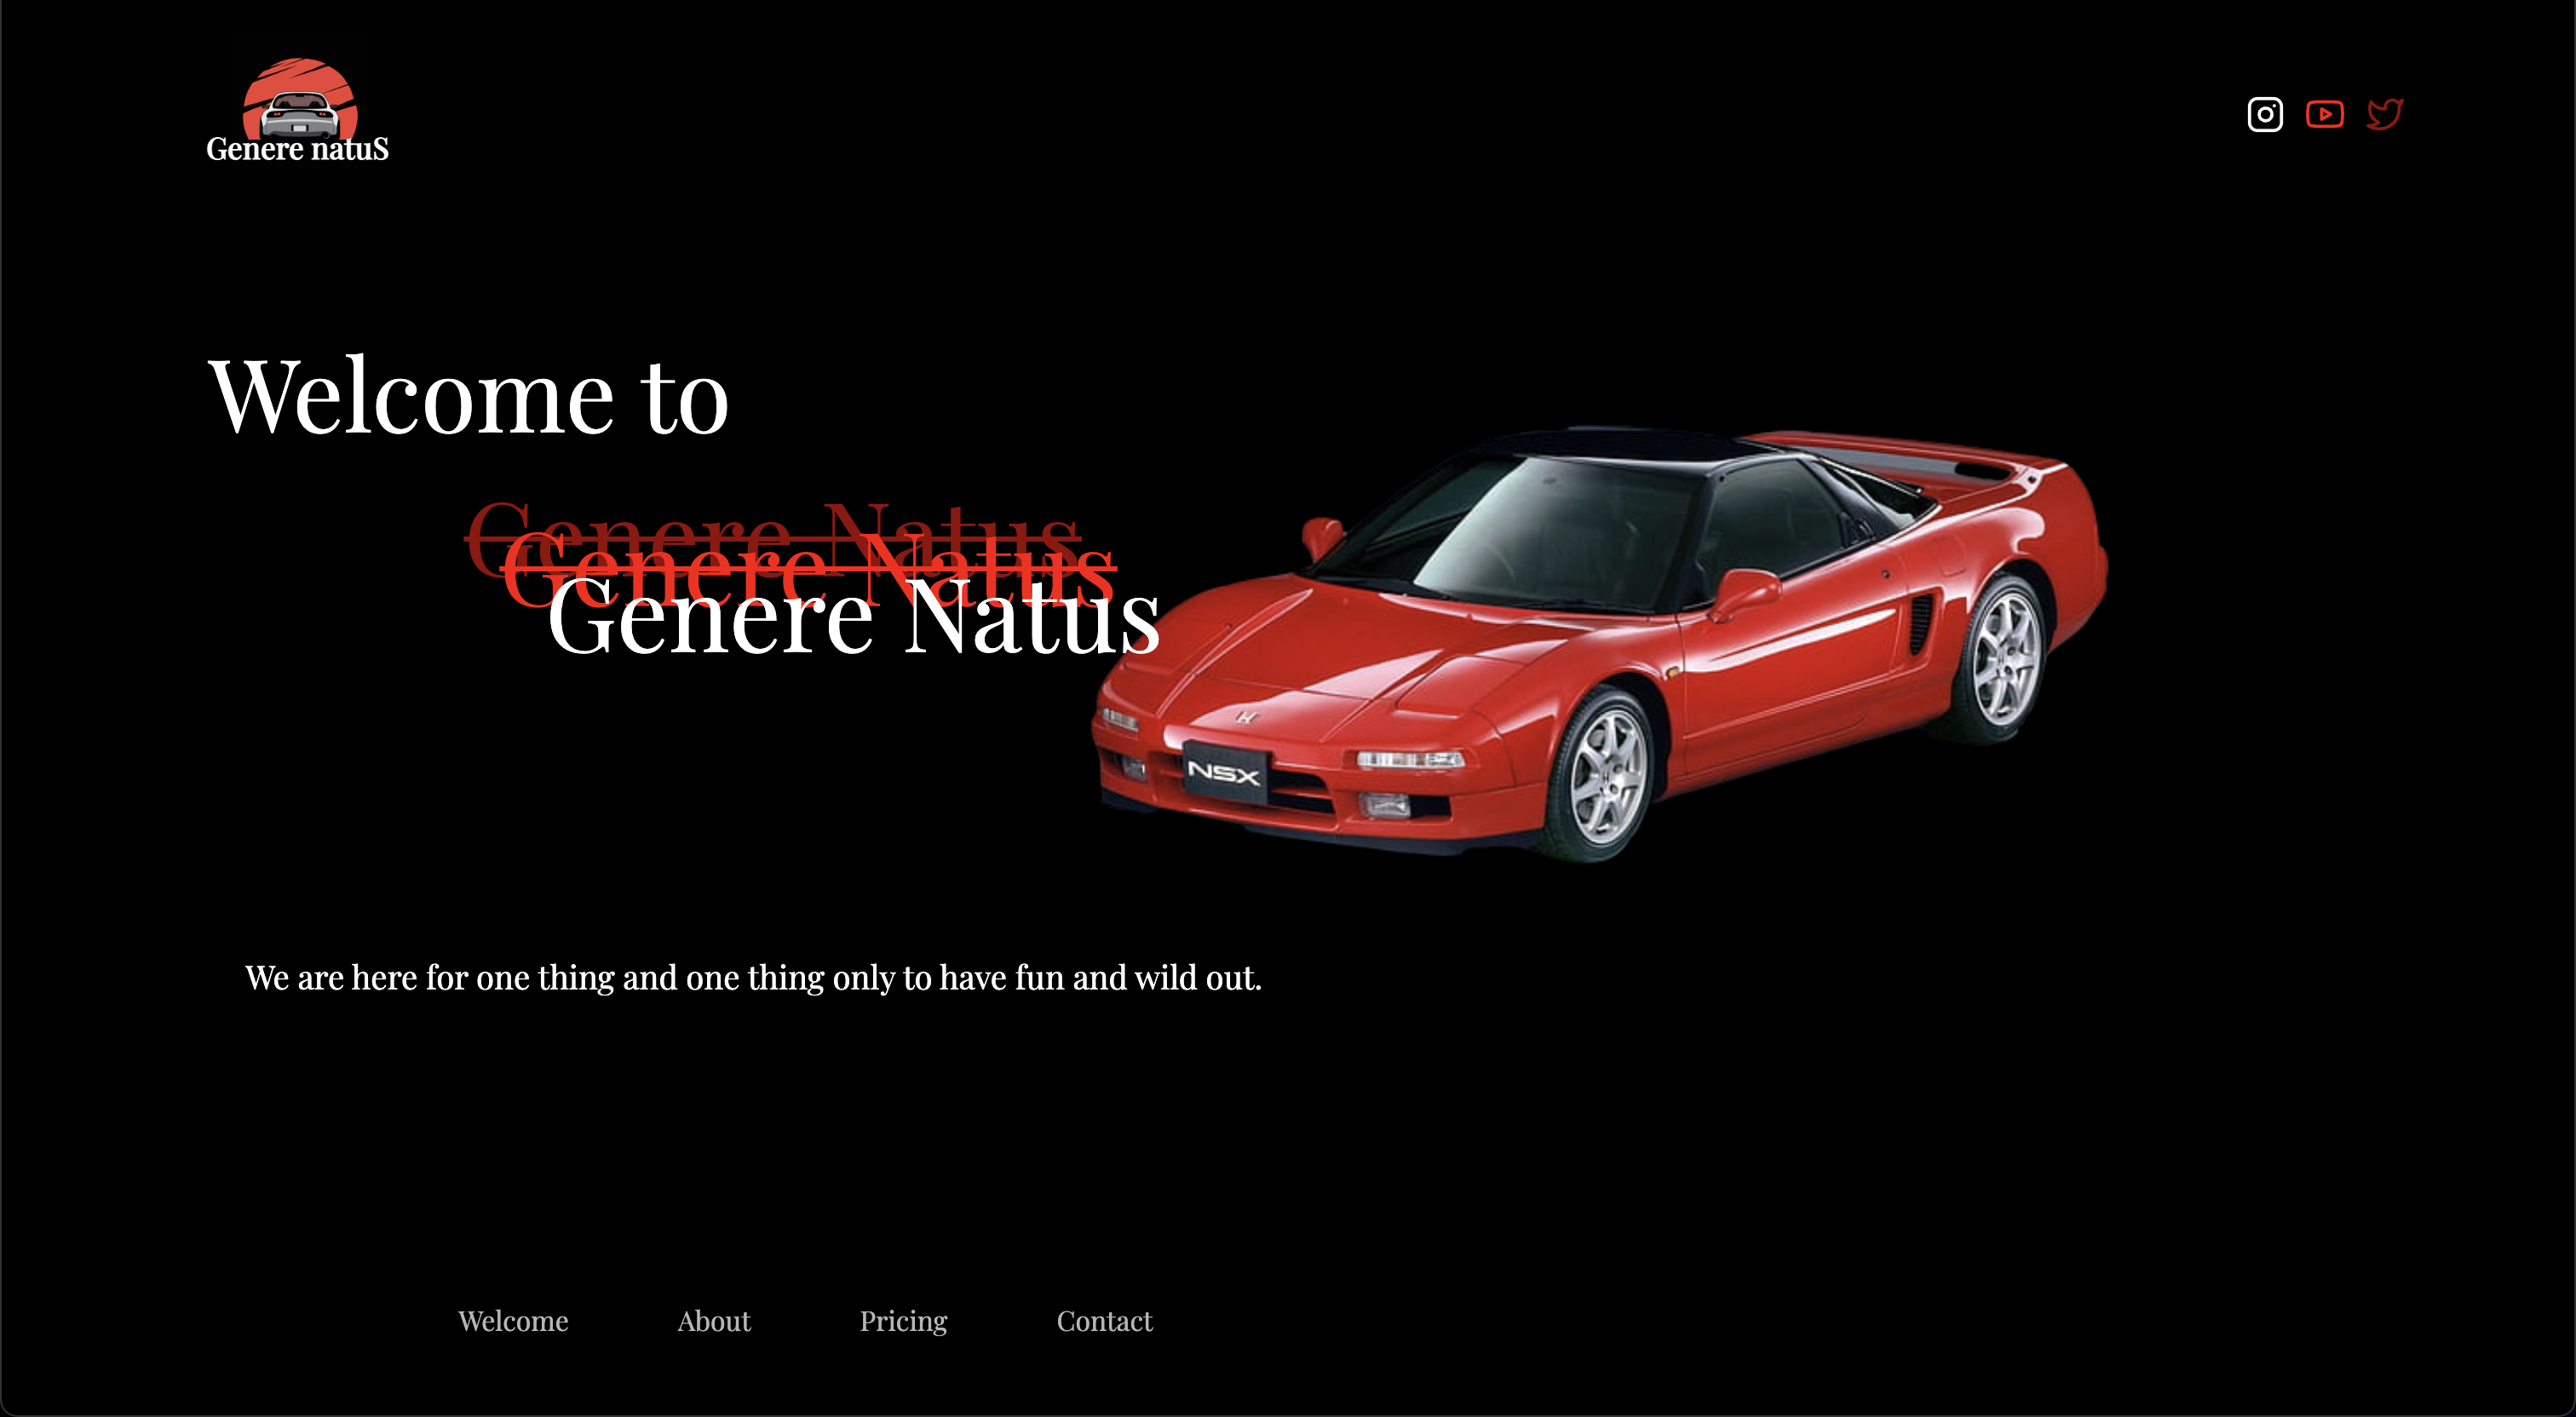 Genere natuS
Welcome to
Genere Natus
Genere Natus
Genere Natus
NSX
We are here for one thing and one thing only to have fun and wild out.
Welcome About Pricing Contact